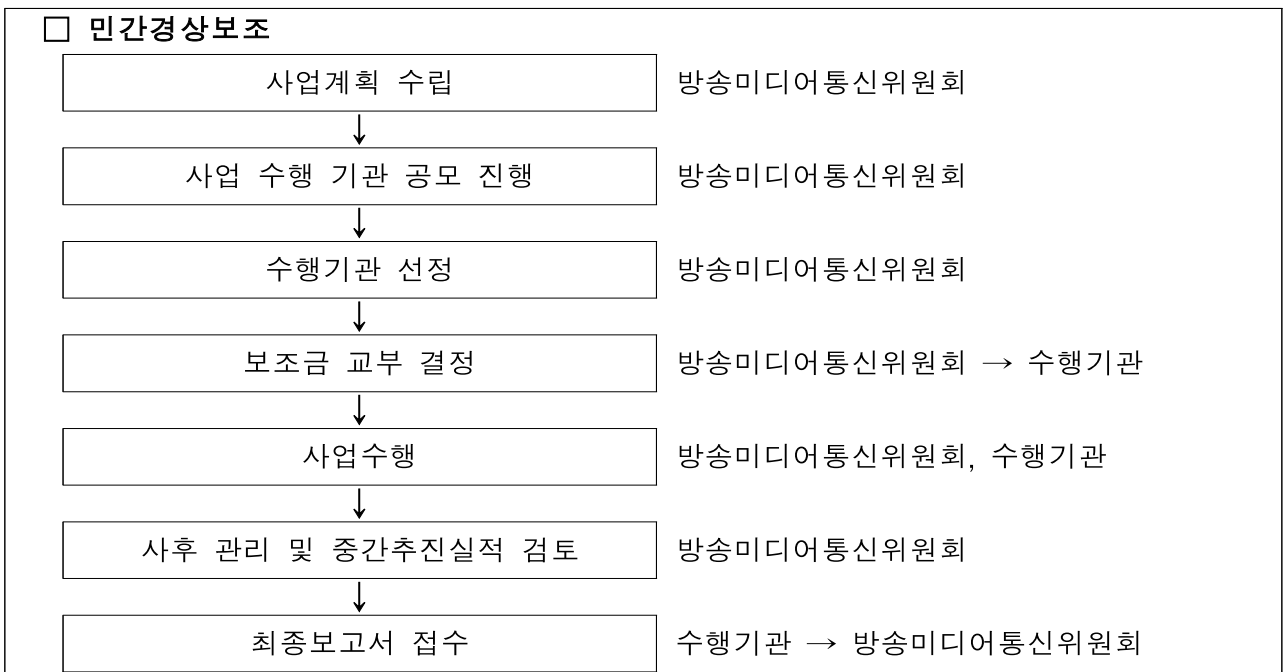 □ 민간경상보조
사업계획 수립 방송미디어통신위원회
↓
사업 수행 기관 공모 진행 방송미디어통신위원회
↓
수행기관 선정 방송미디어통신위원회
↓
보조금 교부 결정 방송미디어통신위원회 → 수행기관
↓
사업수행 방송미디어통신위원회, 수행기관
↓
사후 관리 및 중간추진실적 검토 방송미디어통신위원회
↓
최종보고서 접수 수행기관 → 방송미디어통신위원회